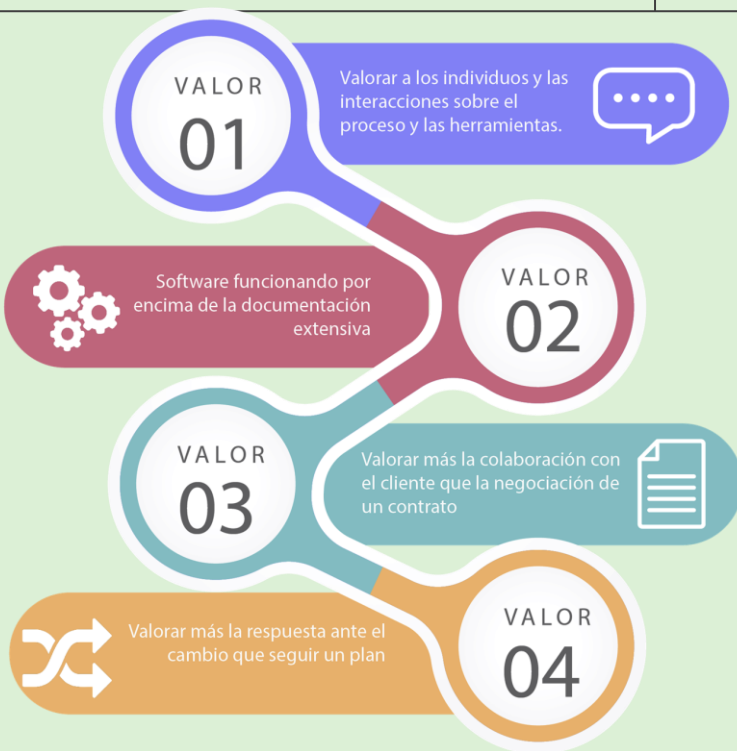 VALOR
01
Valorar a los individuos y las
interacciones sobre el
proceso y las herramientas.
Software funcionando por
encima de la documentación
extensiva
VALOR
02
VALOR
03
Valorar más la colaboración con
el cliente que la negociación de
un contrato
Valorar más la respuesta ante el
cambio que seguir un plan
VALOR
04